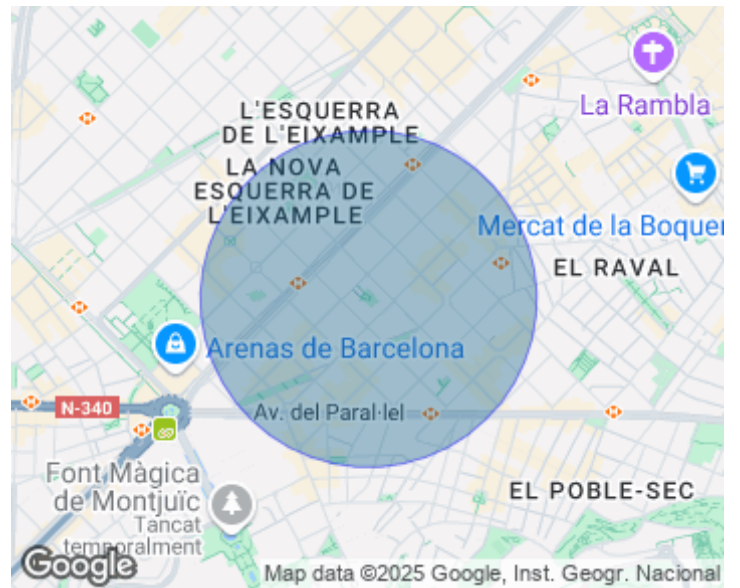 La Rambla
L'ESQUERRA
DE L'EIXAMPLE
LA NOVA
ESQUERRA DE
L'EIXAMPLE
Mercat de la Boquer
EL RAVAL
Arenas de Barcelona
N-340
Av. del Paral·lel
Font Màgica
de Montjuïc
Tancat
temporalment
EL POBLE-SEC
Google
Map data ©2025 Google, Inst. Geogr. Nacional